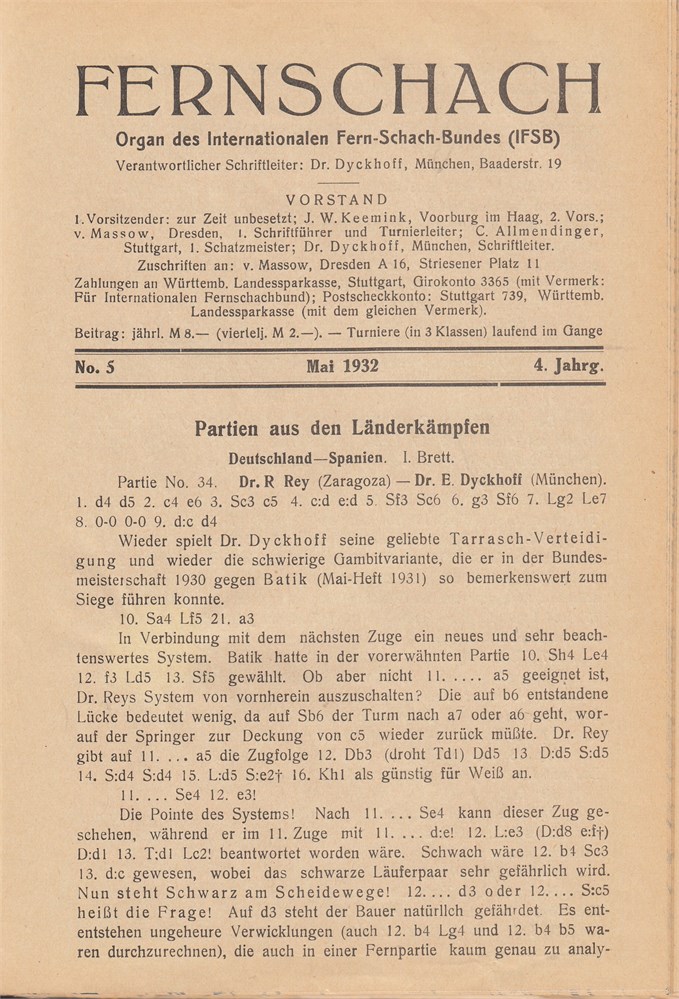 FERNSCHACH
Organ des Internationalen Fern-Schach-Bundes (IFSB)
Verantwortlicher Schriftleiter: Dr. Dyckhoff, München, Baaderstr. 19
VORSTAND
1. Vorsitzender: zur Zeit unbesetzt; J. W. Keemink, Voorburg im Haag, 2. Vors.;
v. Massow, Dresden, 1. Schriftführer und Turnierleiter; C. Allmendinger,
Stuttgart, 1. Schatzmeister; Dr. Dyckhoff, München, Schriftleiter.
Zuschriften an: v. Massow, Dresden A 16, Striesener Platz 11
Zahlungen an Württemb. Landessparkasse, Stuttgart, Girokonto 3365 (mit Vermerk:
Für Internationalen Fernschachbund); Postscheckkonto: Stuttgart 739, Württemb.
Landessparkasse (mit dem gleichen Vermerk).
Beitrag: jährl. M 8.— (viertelj. M 2.—). — Turniere (in 3 Klassen) laufend im Gange
No. 5 Mai 1932 4. Jahrg.
Partien aus den Länderkämpfen
Deutschland—Spanien. I. Brett.
Partie No. 34. Dr. R Rey (Zaragoza) — Dr. E. Dyckhoff (München).
1. d4 d5 2. c4 e6 3. Sc3 c5 4. c:d e:d 5. Sf3 Sc6 6. g3 Sf6 7. Lg2 Le7
8. 0-0 0-0 9. d:c d4
Wieder spielt Dr. Dyckhoff seine geliebte Tarrasch-Verteidi-
gung und wieder die schwierige Gambitvariante, die er in der Bundes-
meisterschaft 1930 gegen Batik (Mai-Heft 1931) so bemerkenswert zum
Siege führen konnte.
10. Sa4 Lf5 21. a3
In Verbindung mit dem nächsten Zuge ein neues und sehr beach-
tenswertes System. Batik hatte in der vorerwähnten Partie 10. Sh4 Le4
12. f3 Ld5 13. Sf5 gewählt. Ob aber nicht 11. .... a5 geeignet ist,
Dr. Reys System von vornherein auszuschalten? Die auf b6 entstandene
Lücke bedeutet wenig, da auf Sb6 der Turm nach a7 oder a6 geht, wor-
auf der Springer zur Deckung von c5 wieder zurück müßte. Dr. Rey
gibt auf 11. ... a5 die Zugfolge 12. Db3 (droht Td1) Dd5 13 D:d5 S:d5
14. S:d4 S:d4 15. L:d5 S:e2† 16. Kh1 als günstig für Weiß an.
11. ... Se4 12. e3!
Die Pointe des Systems! Nach 11. ... Se4 kann dieser Zug ge-
schehen, während er im 11. Zuge mit 11. ... d:e! 12. L:e3 (D:d8 e:f†)
D:d1 13. T:d1 Lc2! beantwortet worden wäre. Schwach wäre 12. b4 Sc3
13. d:c gewesen, wobei das schwarze Läuferpaar sehr gefährlich wird.
Nun steht Schwarz am Scheidewege! 12.... d3 oder 12.... S:c5
heißt die Frage! Auf d3 steht der Bauer natürllch gefährdet. Es ent-
entstehen ungeheure Verwicklungen (auch 12. b4 Lg4 und 12. b4 b5 wa-
ren durchzurechnen), die auch in einer Fernpartie kaum genau zu analy-